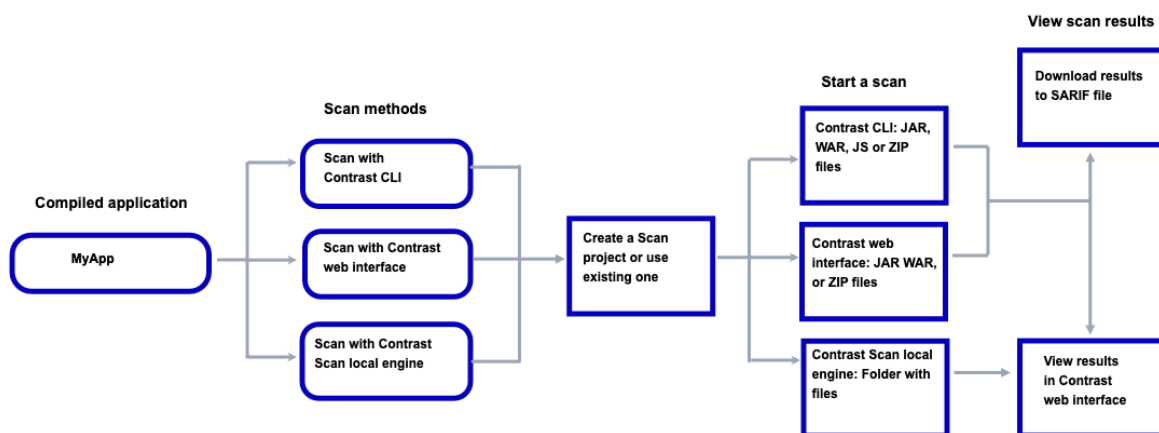 Compiled application
MyApp
Scan methods
Scan with
Contrast CLI
Scan with Contrast
web interface
Scan with Contrast
Scan local engine
Create a Scan
project or use
existing one
Start a scan
Contrast CLI: JAR,
WAR, JS or ZIP
files
Contrast web
interface: JAR WAR,
or ZIP files
Contrast Scan local
engine: Folder with
files
View scan results
Download results
to SARIF file
View results
in Contrast
web interface